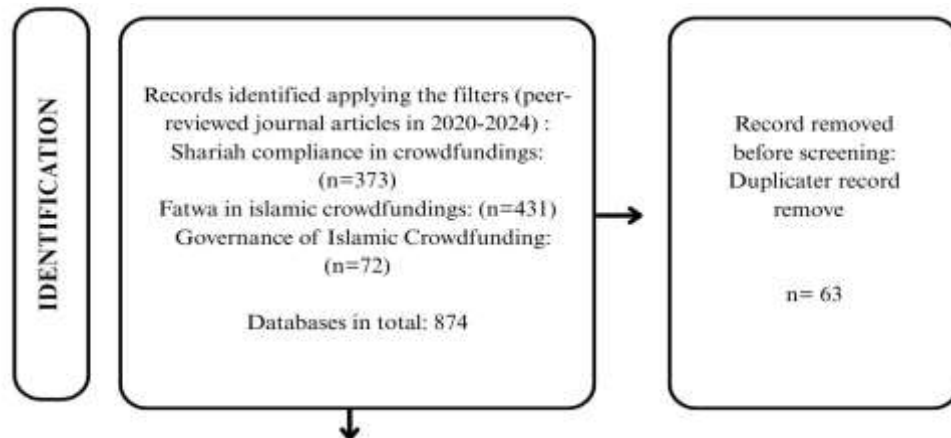 IDENTIFICATION
Records identified applying the filters (peer-
reviewed journal articles in 2020-2024) :
Shariah compliance in crowdfundings:
(n=373)
Fatwa in islamic crowdfundings: (n=431)
Governance of Islamic Crowdfunding:
(n=72)
Databases in total: 874
Record removed
before screening:
Duplicater record
remove
n= 63